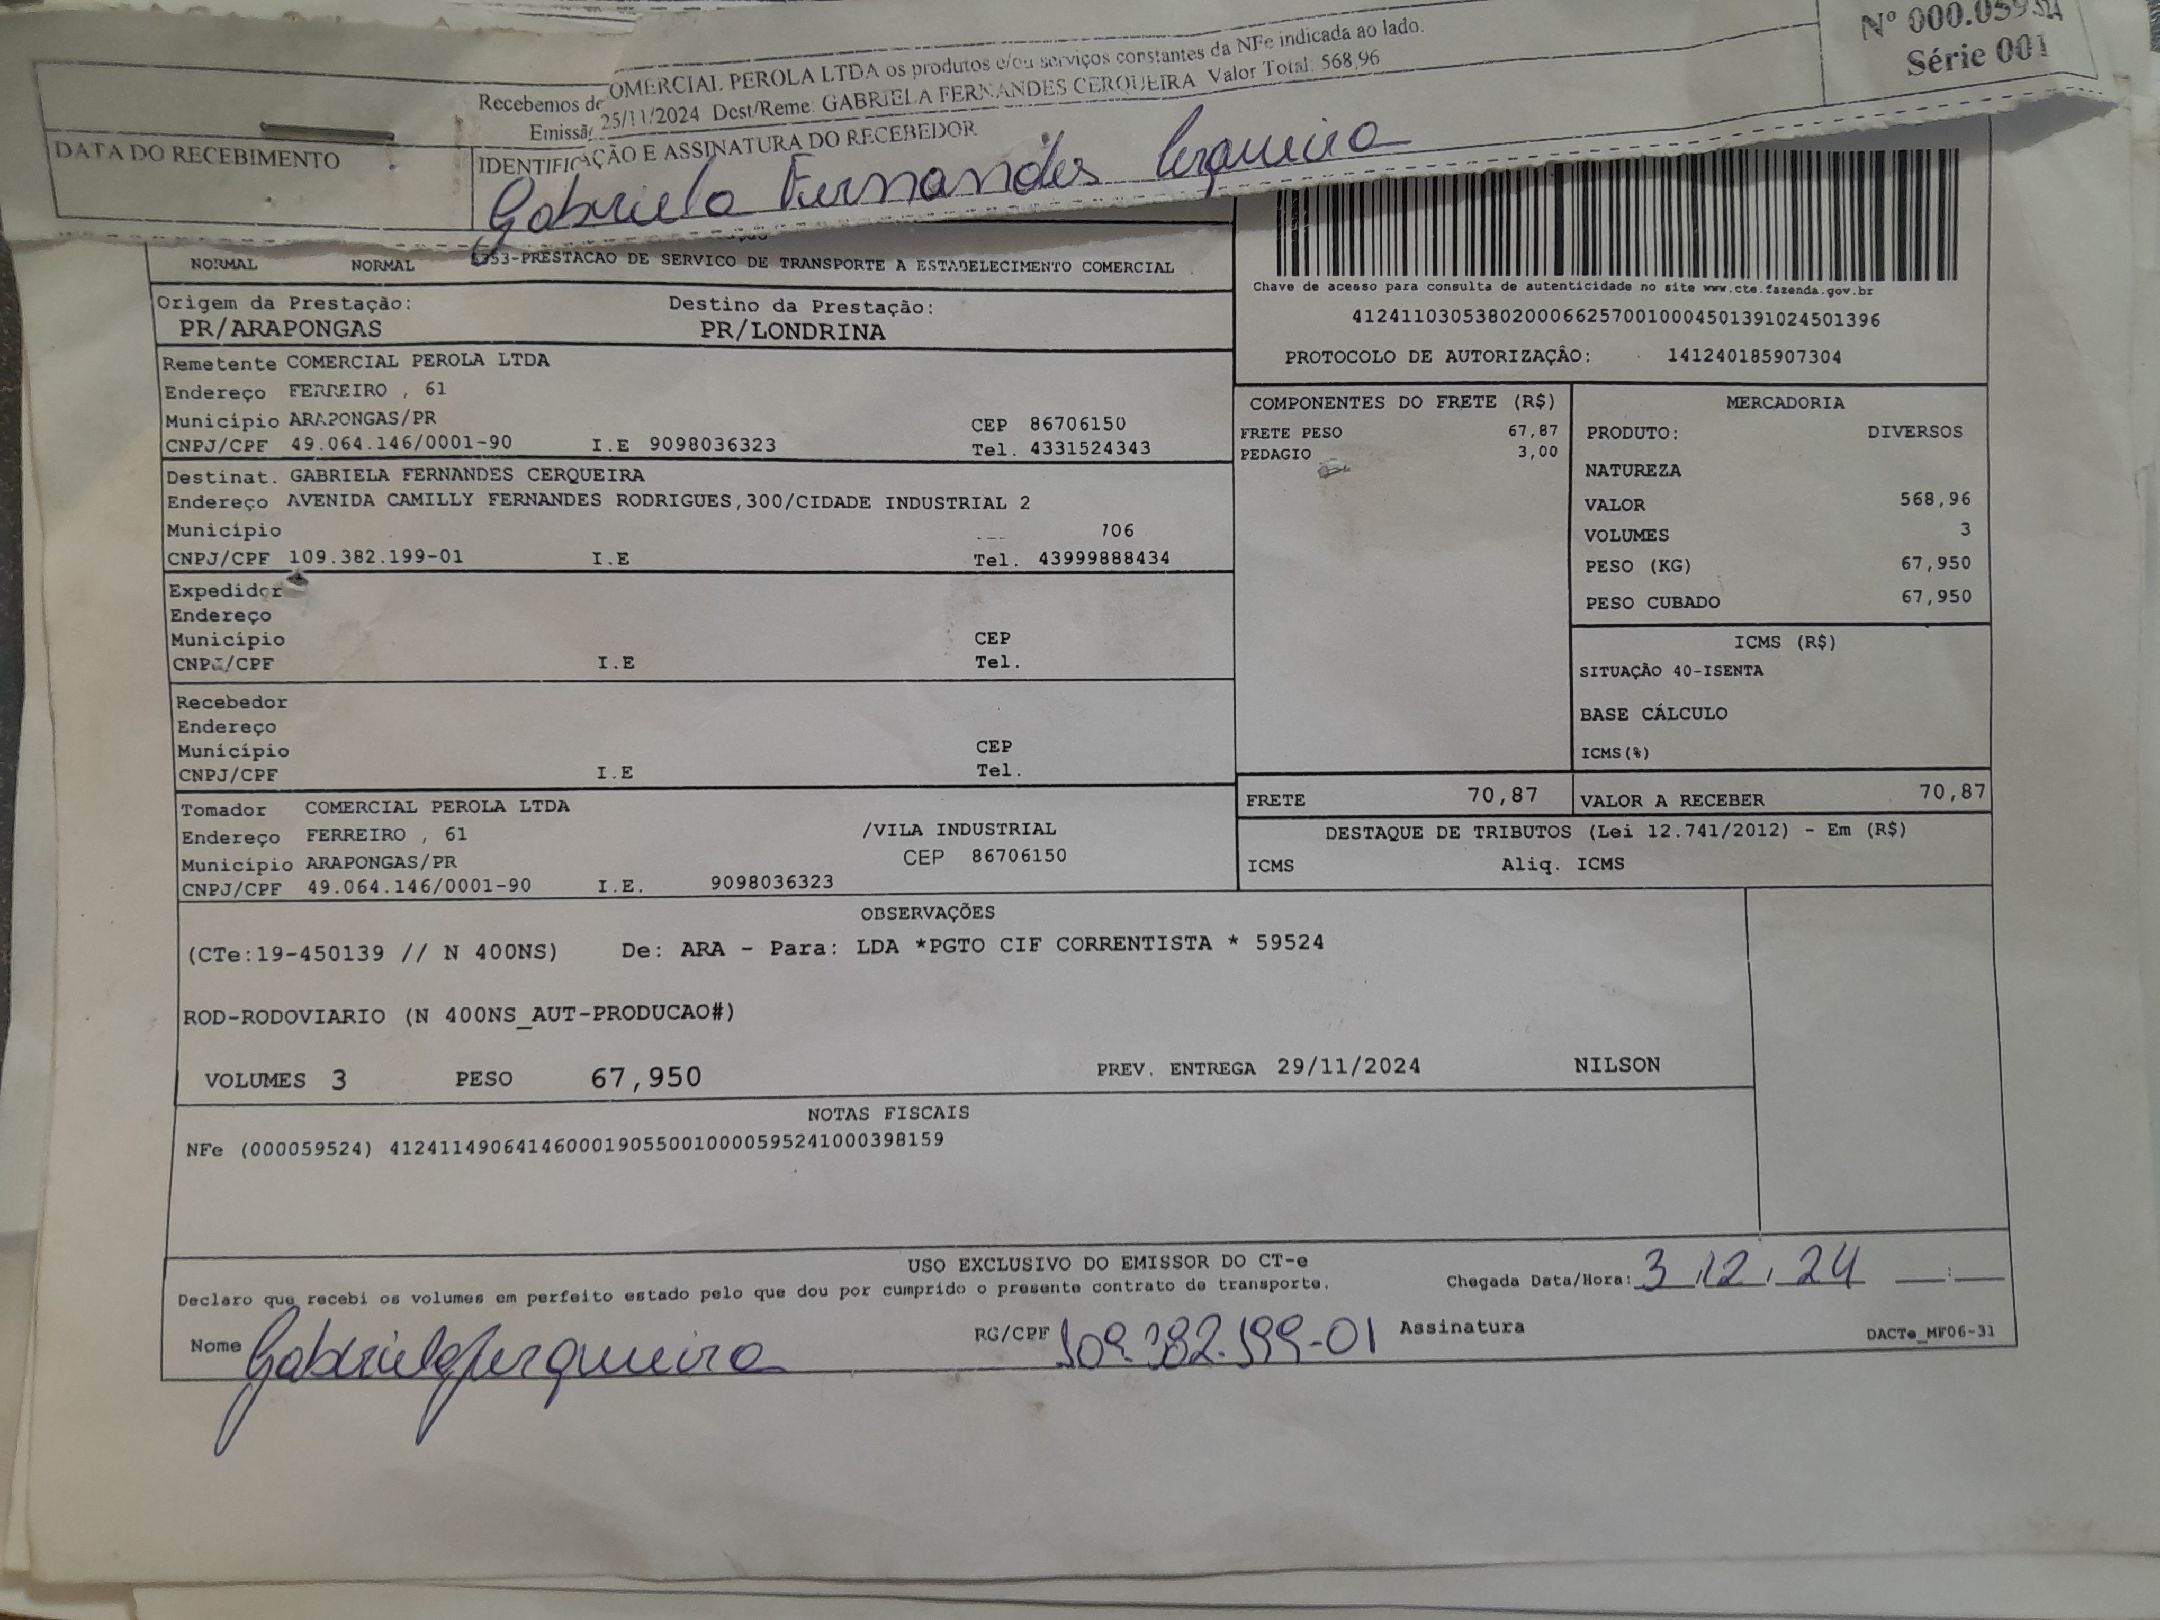 Nº 000.059524
Série 001
Recebemos de OMERCIAL PEROLA LTDA os produtos e/ou serviços constantes da NFe indicada ao lado.
Emissã 25/11/2024 Dest/Reme: GABRIELA FERNANDES CERQUEIRA Valor Total: 568,96
DATA DO RECEBIMENTO
IDENTIFICAÇÃO E ASSINATURA DO RECEBEDOR
Gabriela Fernandes Cerqueira
NORMAL NORMAL 5353-PRESTACAO DE SERVICO DE TRANSPORTE A ESTABELECIMENTO COMERCIAL
Chave de acesso para consulta de autenticidade no site www.cte.fazenda.gov.br
41241103053802000662570010004501391024501396
PROTOCOLO DE AUTORIZAÇÃO: 141240185907304
Origem da Prestação: Destino da Prestação:
PR/ARAPONGAS PR/LONDRINA
Remetente COMERCIAL PEROLA LTDA
Endereço FERREIRO , 61
Município ARAPONGAS/PR CEP 86706150
CNPJ/CPF 49.064.146/0001-90 I.E 9098036323 Tel. 4331524343
Destinat. GABRIELA FERNANDES CERQUEIRA
Endereço AVENIDA CAMILLY FERNANDES RODRIGUES,300/CIDADE INDUSTRIAL 2
Município 706
CNPJ/CPF 109.382.199-01 I.E Tel. 43999888434
Expedidor
Endereço
Município CEP
CNPJ/CPF I.E Tel.
Recebedor
Endereço
Município CEP
CNPJ/CPF I.E Tel.
Tomador COMERCIAL PEROLA LTDA
Endereço FERREIRO , 61 /VILA INDUSTRIAL
Município ARAPONGAS/PR CEP 86706150
CNPJ/CPF 49.064.146/0001-90 I.E. 9098036323
COMPONENTES DO FRETE (R$)
FRETE PESO 67,87
PEDAGIO 3,00
MERCADORIA
PRODUTO: DIVERSOS
NATUREZA
VALOR 568,96
VOLUMES 3
PESO (KG) 67,950
PESO CUBADO 67,950
ICMS (R$)
SITUAÇÃO 40-ISENTA
BASE CÁLCULO
ICMS(%)
FRETE 70,87 VALOR A RECEBER 70,87
DESTAQUE DE TRIBUTOS (Lei 12.741/2012) - Em (R$)
ICMS Aliq. ICMS
OBSERVAÇÕES
(CTe:19-450139 // N 400NS) De: ARA - Para: LDA *PGTO CIF CORRENTISTA * 59524
ROD-RODOVIARIO (N 400NS_AUT-PRODUCAO#)
VOLUMES 3 PESO 67,950 PREV. ENTREGA 29/11/2024 NILSON
NOTAS FISCAIS
NFe (000059524) 41241149064146000190550010000595241000398159
USO EXCLUSIVO DO EMISSOR DO CT-e
Declaro que recebi os volumes em perfeito estado pelo que dou por cumprido o presente contrato de transporte. Chegada Data/Hora: 3.12.24 __:__
Nome Gabriela Cerqueira RG/CPF 109.382.199-01 Assinatura DACTe_MF06-31